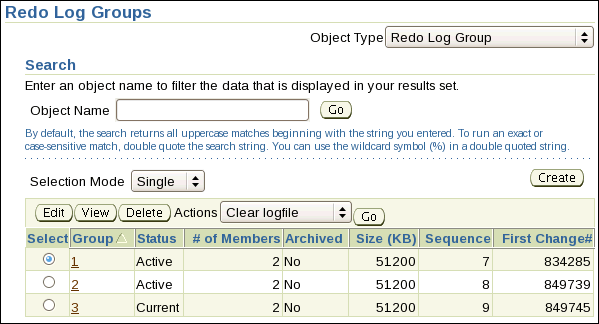 Redo Log Groups
Object Type Redo Log Group
Search
Enter an object name to filter the data that is displayed in your results set.
Object Name Go
By default, the search returns all uppercase matches beginning with the string you entered. To run an exact or
case-sensitive match, double quote the search string. You can use the wildcard symbol (%) in a double quoted string.
Selection Mode Single Create
Edit View Delete Actions Clear logfile Go
Select Group Status # of Members Archived Size (KB) Sequence First Change#
1 Active 2 No 51200 7 834285
2 Active 2 No 51200 8 849739
3 Current 2 No 51200 9 849745